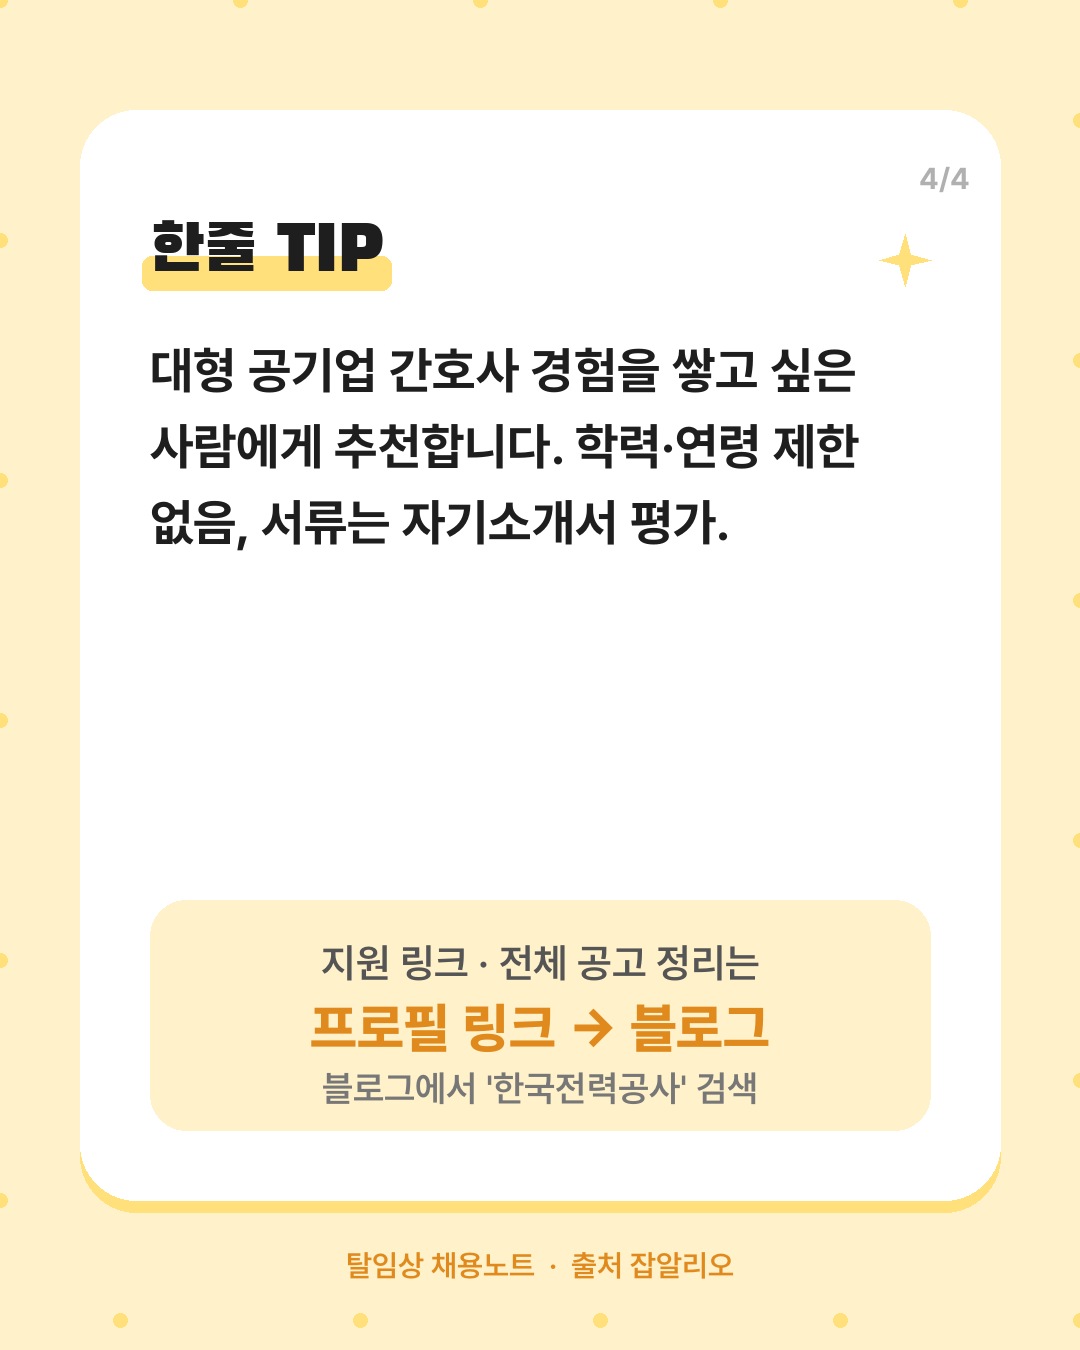 4/4
한줄 TIP
대형 공기업 간호사 경험을 쌓고 싶은
사람에게 추천합니다. 학력·연령 제한
없음, 서류는 자기소개서 평가.
지원 링크 · 전체 공고 정리는
프로필 링크 → 블로그
블로그에서 '한국전력공사' 검색
탈임상 채용노트 · 출처 잡알리오